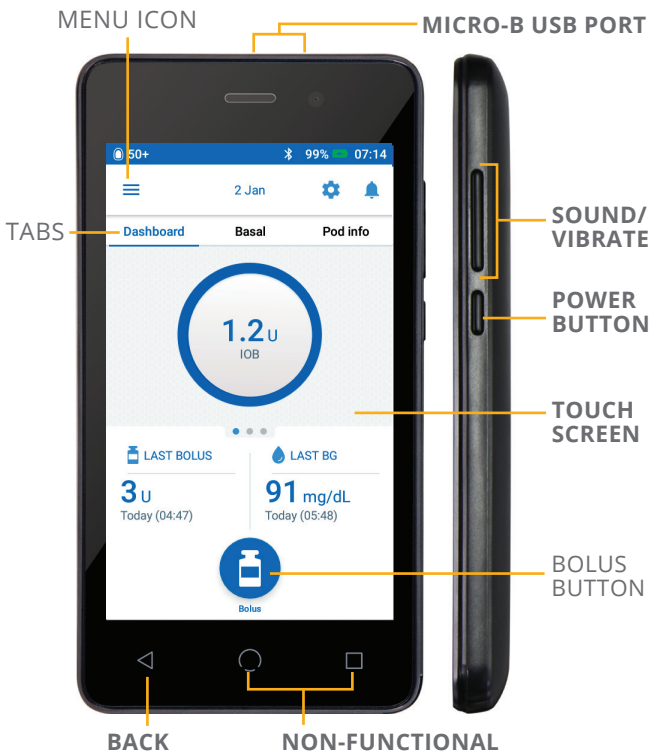 MENU ICON
MICRO-B USB PORT
50+
99%
07:14
2 Jan
TABS
Dashboard
Basal
Pod info
SOUND/
VIBRATE
1.2 U
IOB
POWER
BUTTON
TOUCH
SCREEN
LAST BOLUS
LAST BG
3 U
91 mg/dL
Today (04:47)
Today (05:48)
BOLUS
BUTTON
Bolus
BACK
NON-FUNCTIONAL